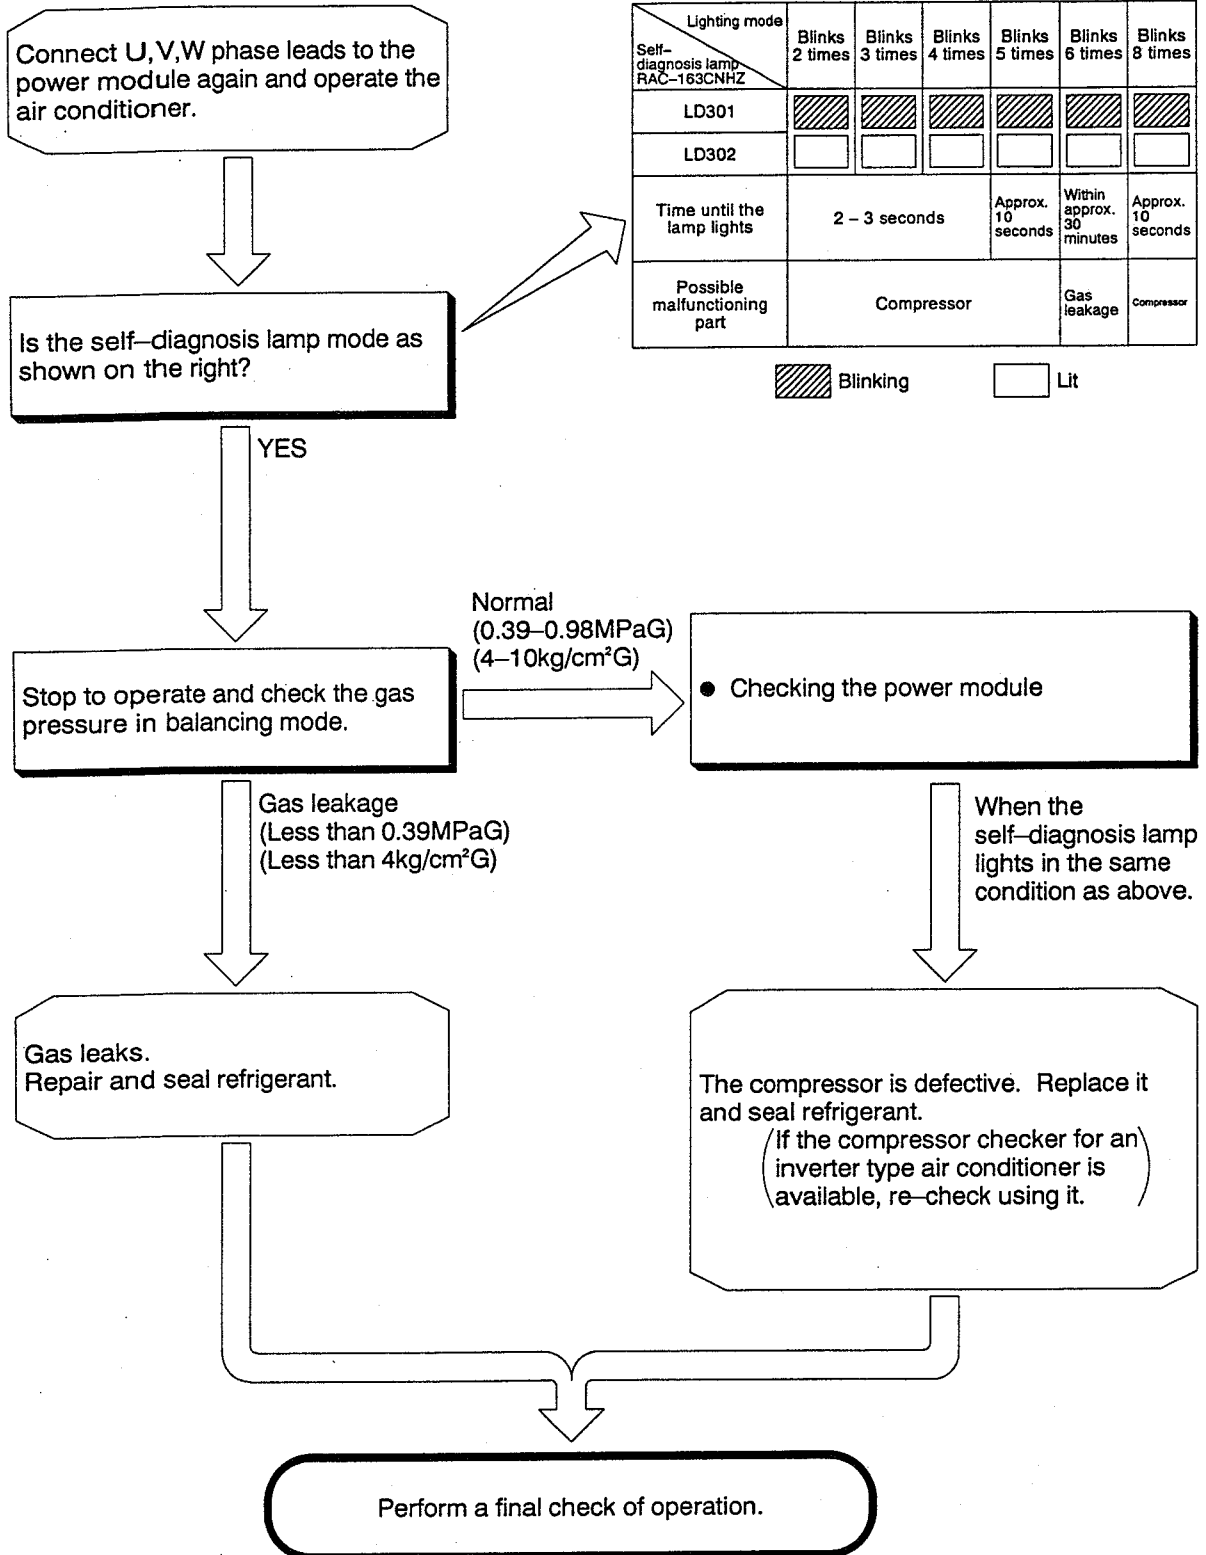 Connect U,V,W phase leads to the
power module again and operate the
air conditioner.
Lighting mode
Self–
diagnosis lamp
RAC–163CNHZ
Blinks
2 times
Blinks
3 times
Blinks
4 times
Blinks
5 times
Blinks
6 times
Blinks
8 times
LD301
LD302
Time until the
lamp lights
2 – 3 seconds
Approx.
10
seconds
Within
approx.
30
minutes
Approx.
10
seconds
Possible
malfunctioning
part
Compressor
Gas
leakage
Compressor
Blinking
Lit
Is the self–diagnosis lamp mode as
shown on the right?
YES
Stop to operate and check the gas
pressure in balancing mode.
Normal
(0.39–0.98MPaG)
(4–10kg/cm²G)
● Checking the power module
Gas leakage
(Less than 0.39MPaG)
(Less than 4kg/cm²G)
When the
self–diagnosis lamp
lights in the same
condition as above.
Gas leaks.
Repair and seal refrigerant.
The compressor is defective. Replace it
and seal refrigerant.
(If the compressor checker for an
inverter type air conditioner is
available, re–check using it.)
Perform a final check of operation.